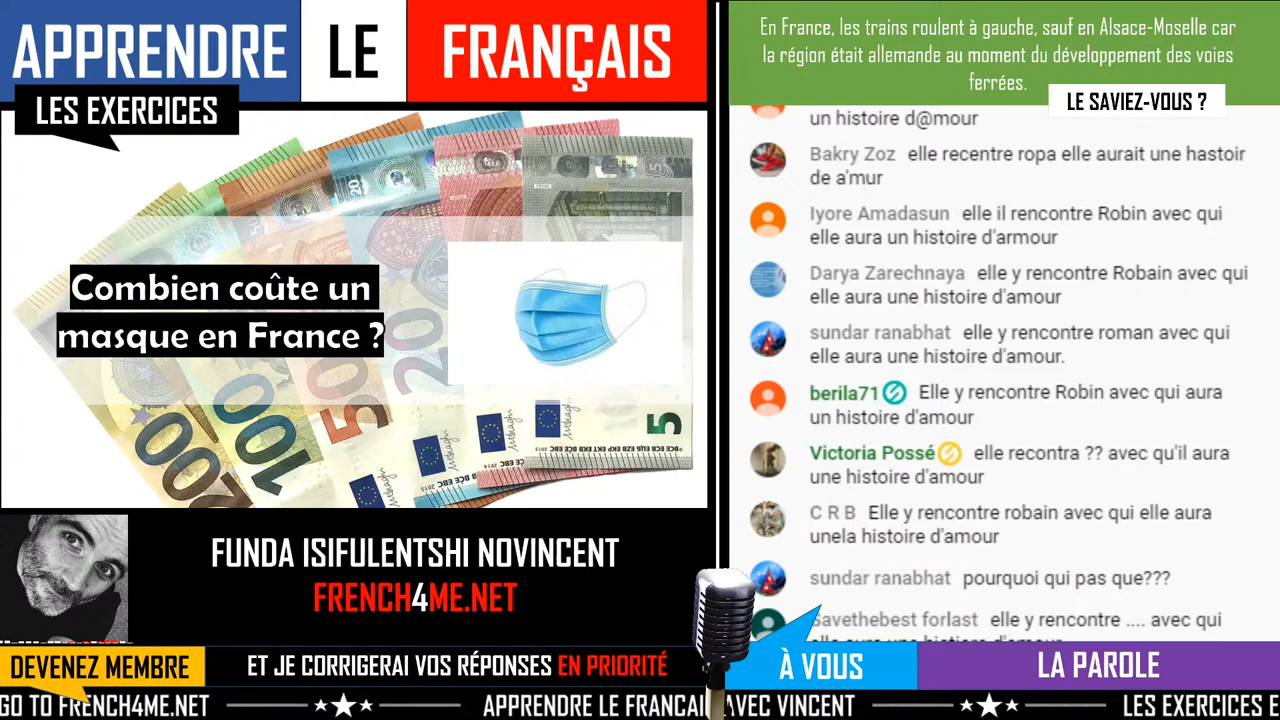 APPRENDRE LE FRANÇAIS
LES EXERCICES
Combien coûte un
masque en France ?
200
100
50
20
5
FUNDA ISIFULENTSHI NOVINCENT
FRENCH4ME.NET
DEVENEZ MEMBRE
ET JE CORRIGERAI VOS RÉPONSES EN PRIORITÉ
En France, les trains roulent à gauche, sauf en Alsace-Moselle car
la région était allemande au moment du développement des voies
ferrées.
LE SAVIEZ-VOUS ?
un histoire d@mour
Bakry Zoz elle recentre ropa elle aurait une hastoir
de a'mur
Iyore Amadasun elle il rencontre Robin avec qui
elle aura un histoire d'armour
Darya Zarechnaya elle y rencontre Robain avec qui
elle aura une histoire d'amour
sundar ranabhat elle y rencontre roman avec qui
elle aura une histoire d'amour.
berila71 Elle y rencontre Robin avec qui aura
un histoire d'amour
Victoria Possé elle recontra ?? avec qu'il aura
une histoire d'amour
C R B Elle y rencontre robain avec qui elle aura
unela histoire d'amour
sundar ranabhat pourquoi qui pas que???
Savethebest forlast elle y rencontre .... avec qui
À VOUS
LA PAROLE
GO TO FRENCH4ME.NET
APPRENDRE LE FRANCAI AVEC VINCENT
LES EXERCICES E